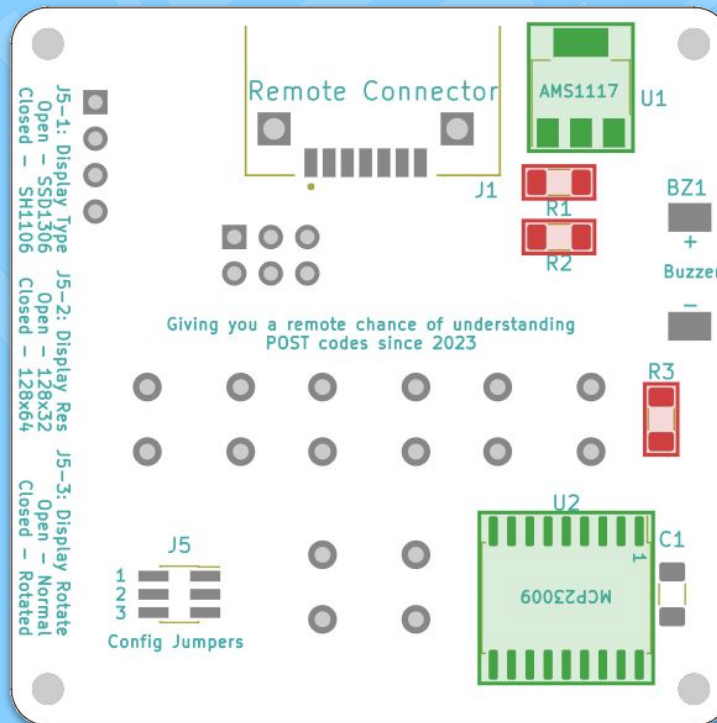 J5-1: Display Type
Open - SSD1306
Closed - SH1106
J5-2: Display Res
Open - 128x32
Closed - 128x64
J5-3: Display Rotate
Open - Normal
Closed - Rotated
Remote Connector
J1
AMS1117
U1
R1
R2
BZ1
+
Buzzer
-
Giving you a remote chance of understanding
POST codes since 2023
R3
J5
1
2
3
Config Jumpers
U2
1
MCP23009
C1